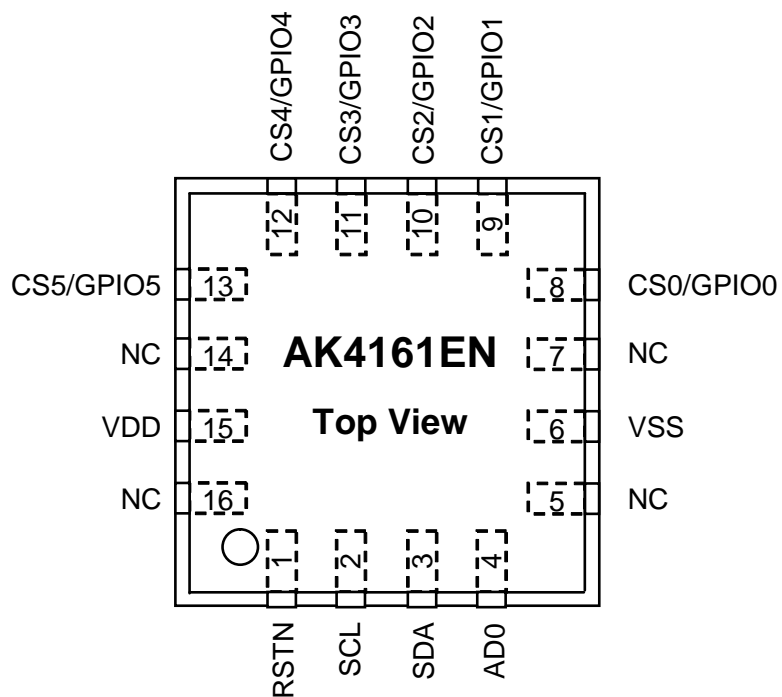 CS4/GPIO4
CS3/GPIO3
CS2/GPIO2
CS1/GPIO1
12
11
10
9
CS5/GPIO5
13
8
CS0/GPIO0
NC
14
AK4161EN
7
NC
VDD
15
Top View
6
VSS
NC
16
5
NC
1
2
3
4
RSTN
SCL
SDA
AD0